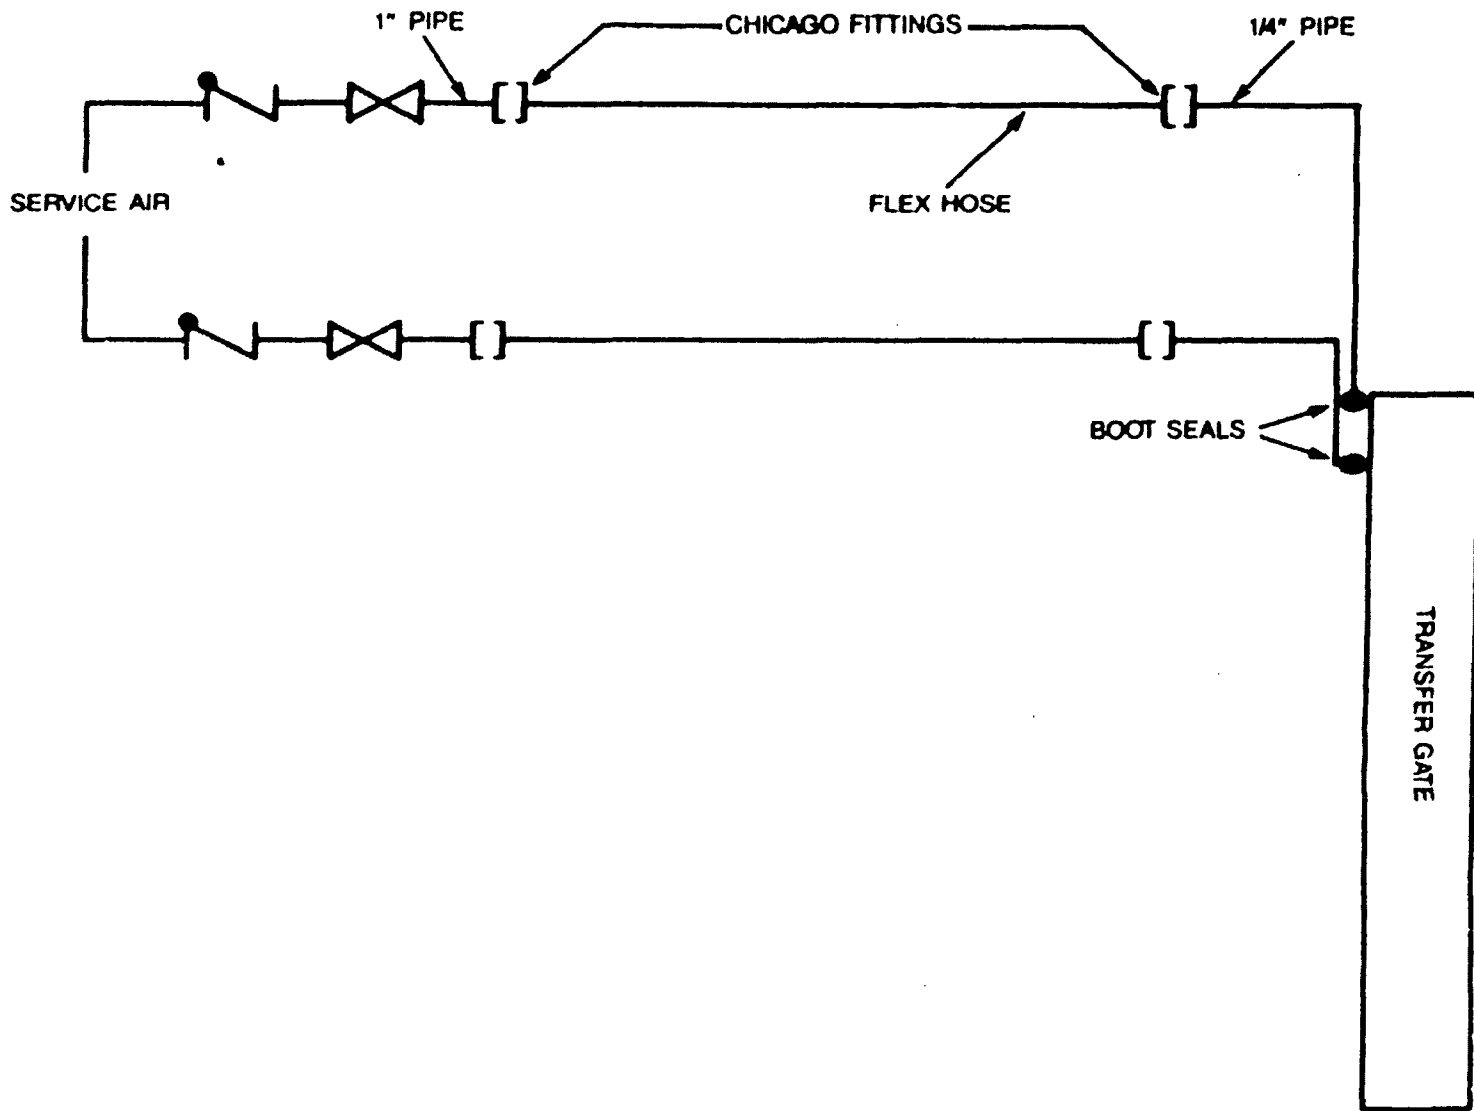 1" PIPE
CHICAGO FITTINGS
1/4" PIPE
SERVICE AIR
FLEX HOSE
BOOT SEALS
TRANSFER GATE